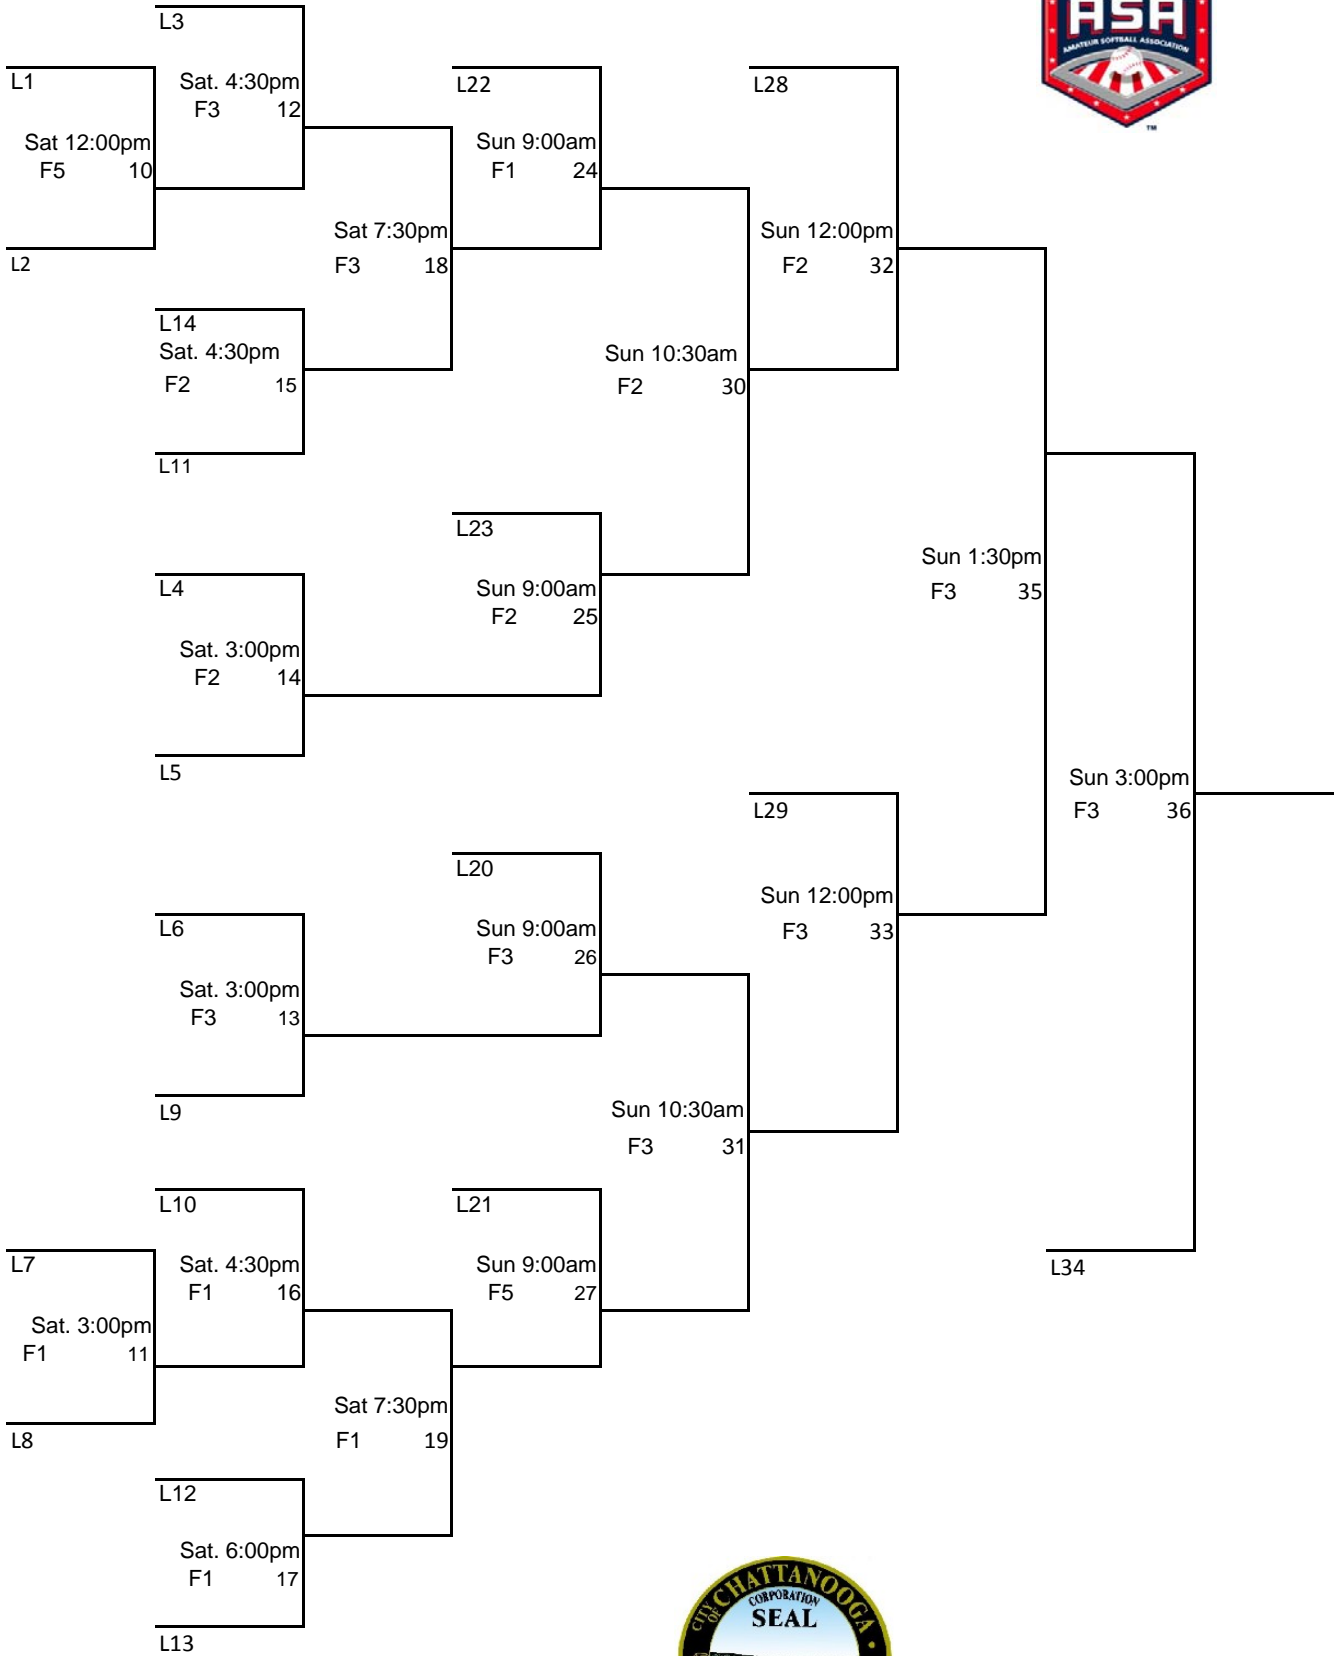 L3
ASA
AMATEUR SOFTBALL ASSOCIATION
TM
L1
Sat. 4:30pm
F3 12
L22
L28
Sat 12:00pm
F5 10
Sun 9:00am
F1 24
L2
Sat 7:30pm
F3 18
Sun 12:00pm
F2 32
L14
Sat. 4:30pm
F2 15
Sun 10:30am
F2 30
L11
L23
Sun 1:30pm
F3 35
L4
Sun 9:00am
F2 25
Sat. 3:00pm
F2 14
L5
Sun 3:00pm
F3 36
L29
L20
Sun 12:00pm
F3 33
L6
Sun 9:00am
F3 26
Sat. 3:00pm
F3 13
L9
Sun 10:30am
F3 31
L10
L21
L7
Sat. 4:30pm
F1 16
Sun 9:00am
F5 27
L34
Sat. 3:00pm
F1 11
Sat 7:30pm
F1 19
L8
L12
Sat. 6:00pm
F1 17
CITY OF CHATTANOOGA
CORPORATION
SEAL
L13